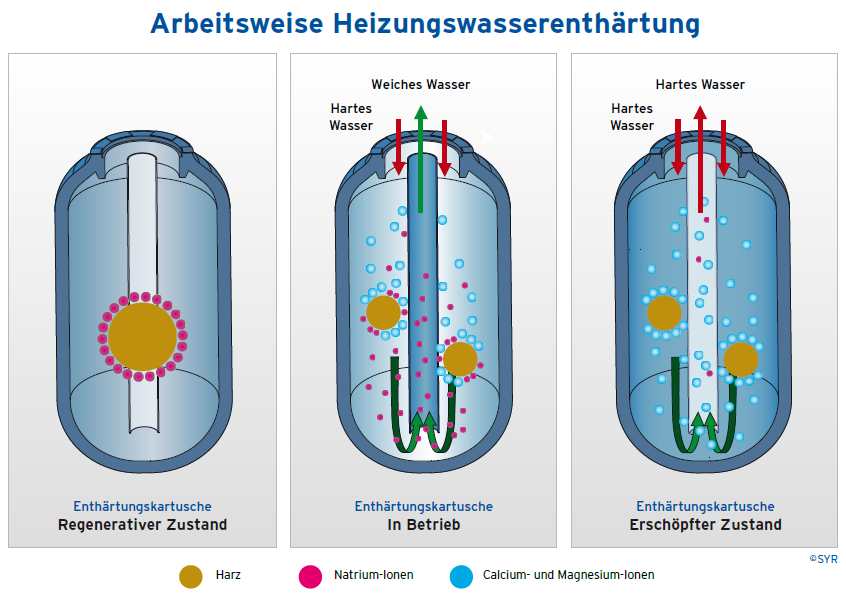 Arbeitsweise Heizungswasserenthärtung
Enthärtungskartusche
Regenerativer Zustand
Weiches Wasser
Hartes
Wasser
Enthärtungskartusche
In Betrieb
Hartes Wasser
Hartes
Wasser
Enthärtungskartusche
Erschöpfter Zustand
©SYR
Harz
Natrium-Ionen
Calcium- und Magnesium-Ionen